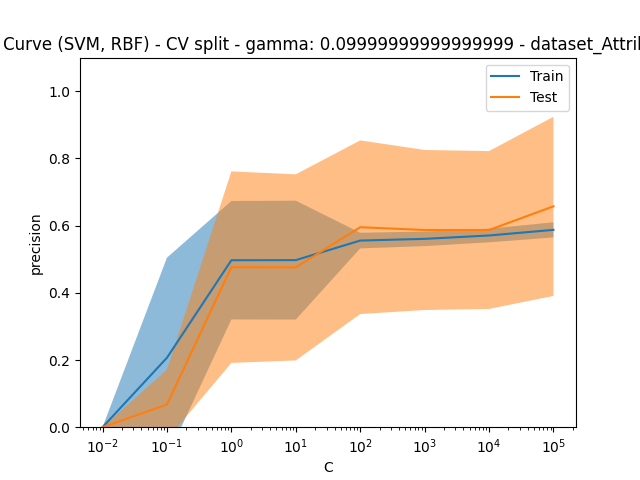 Curve (SVM, RBF) - CV split - gamma: 0.09999999999999999 - dataset_Attri
Train
Test
1.0
0.8
0.6
0.4
0.2
0.0
precision
10⁻² 10⁻¹ 10⁰ 10¹ 10² 10³ 10⁴ 10⁵
C